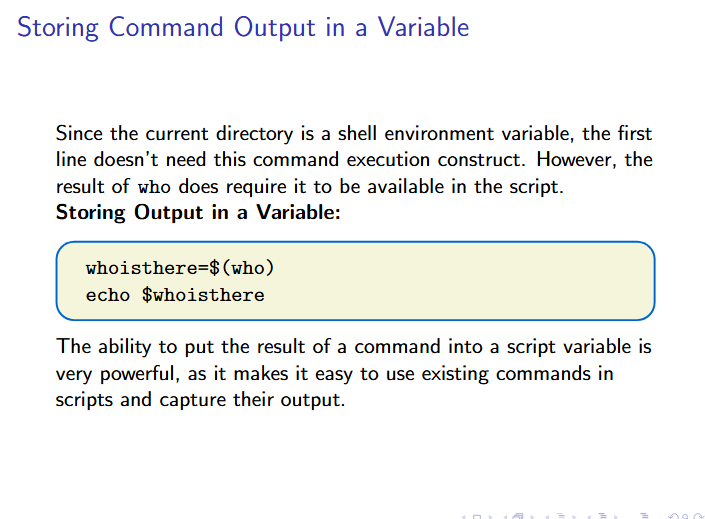 Storing Command Output in a Variable
Since the current directory is a shell environment variable, the first
line doesn't need this command execution construct. However, the
result of who does require it to be available in the script.
Storing Output in a Variable:
whoisthere=$(who)
echo $whoisthere
The ability to put the result of a command into a script variable is
very powerful, as it makes it easy to use existing commands in
scripts and capture their output.